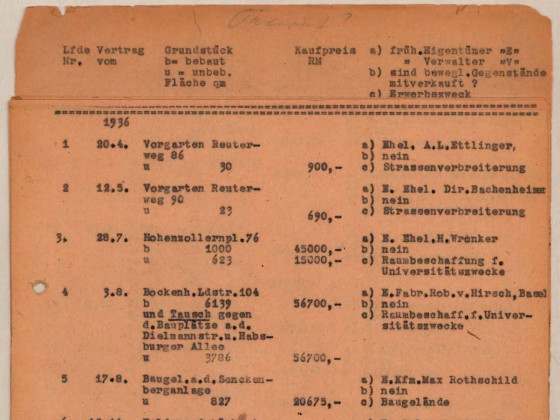 Lfde Vertrag Grundstück Kaufpreis a) früh.Eigentümer "E"
Nr. vom b= bebaut RM " Verwalter "V"
u = unbeb. b) sind bewegl.Gegenstände
Fläche qm mitverkauft ?
c) Erwerbszweck
1936
1 20.4. Vorgarten Reuter- a) Ehel. A.L.Ettlinger,
weg 86 b) nein
u 30 900,- c) Strassenverbreiterung
2 12.5. Vorgarten Reuter- a) E. Ehel. Dir.Bachenheimer
weg 90 b) nein
u 23 690,- c) Strassenverbreiterung
3. 28.7. Hohenzollernpl.76 a) E. Ehel.H.Wronker
b 1000 45000,- b) nein
u 623 15000,- c) Raumbeschaffung f.
Universitätszwecke
4 3.8. Bockenh.Ldstr.104 a) E.Fabr.Rob.v.Hirsch,Basel
b 6139 56700,- b) nein
und Tausch gegen c) Raumbeschaff.f.Univer-
d.Bauplätze a.d. sitätszwecke
Dielmannstr.u.Habs-
burger Allee
u 3786 56700,-
5 17.8. Baugel.a.d.Sencken- a) E.Kfm.Max Rothschild
berganlage b) nein
u 827 20675,- c) Baugelände